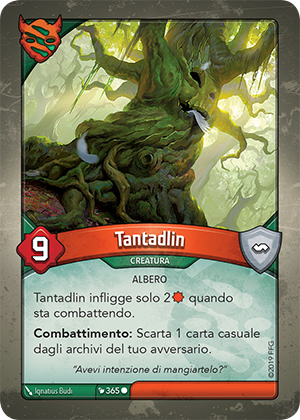 Tantadlin
CREATURA
9
ALBERO
Tantadlin infligge solo 2 quando
sta combattendo.
Combattimento: Scarta 1 carta casuale
dagli archivi del tuo avversario.
"Avevi intenzione di mangiartelo?"
Ignatius Budi
365
©2019 FFG